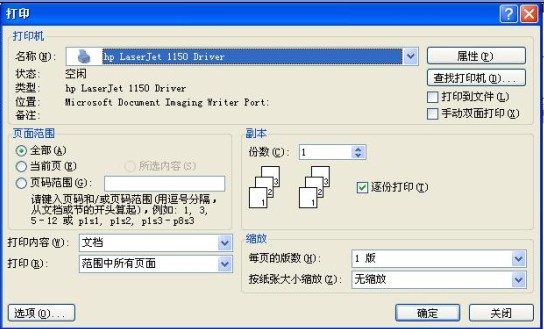 打印
打印机
名称(N): hp LaserJet 1150 Driver 属性(P)
状态: 空闲 查找打印机(D)...
类型: hp LaserJet 1150 Driver
位置: Microsoft Document Imaging Writer Port: 打印到文件(L)
备注: 手动双面打印(X)
页面范围
全部(A)
当前页(E) 所选内容(S)
页码范围(G):
请键入页码和/或页码范围(用逗号分隔,
从文档或节的开头算起),例如: 1, 3,
5-12 或 p1s1, p1s2, p1s3-p8s3
副本
份数(C): 1
1 2 3 1 2 3 逐份打印(T)
打印内容(W): 文档
打印(R): 范围中所有页面
缩放
每页的版数(H): 1 版
按纸张大小缩放(Z): 无缩放
选项(O)... 确定 关闭